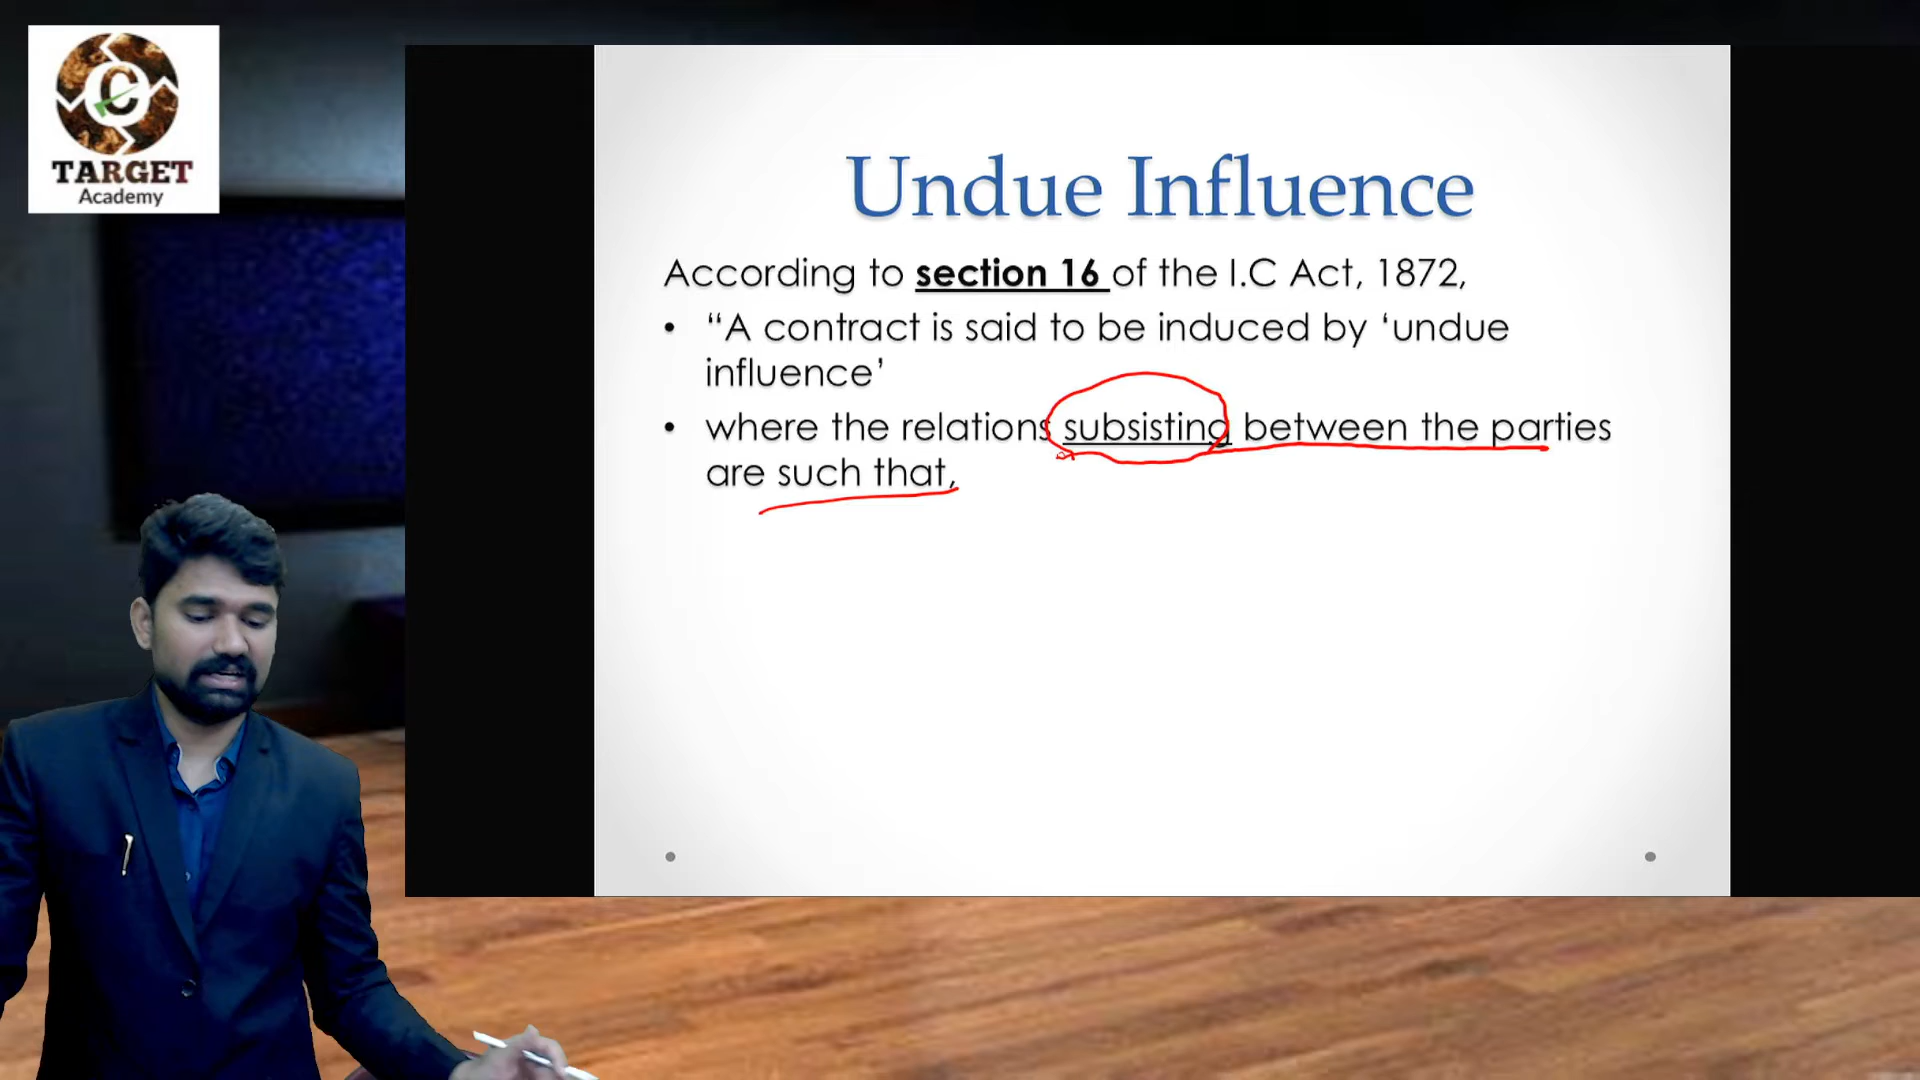 TARGET
Academy
Undue Influence
According to section 16 of the I.C Act, 1872,
• “A contract is said to be induced by ‘undue
influence’
• where the relations subsisting between the parties
are such that,